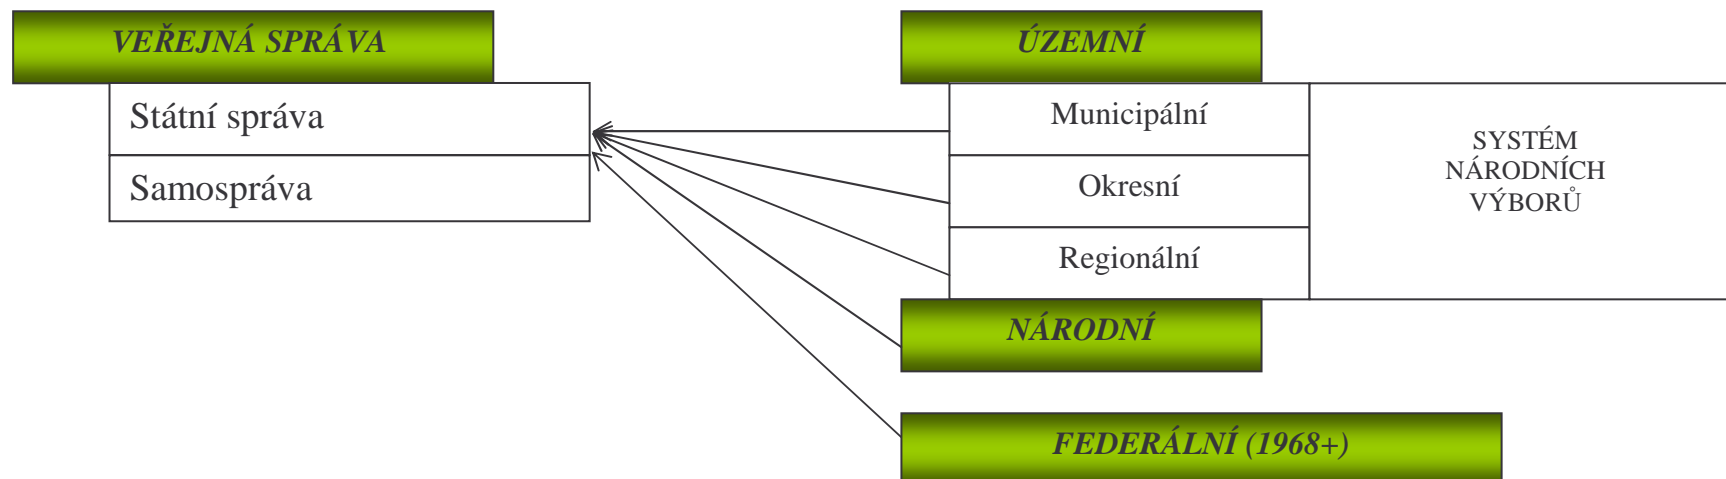 VEŘEJNÁ SPRÁVA
Státní správa
Samospráva
ÚZEMNÍ
Municipální
Okresní
Regionální
SYSTÉM
NÁRODNÍCH
VÝBORŮ
NÁRODNÍ
FEDERÁLNÍ (1968+)